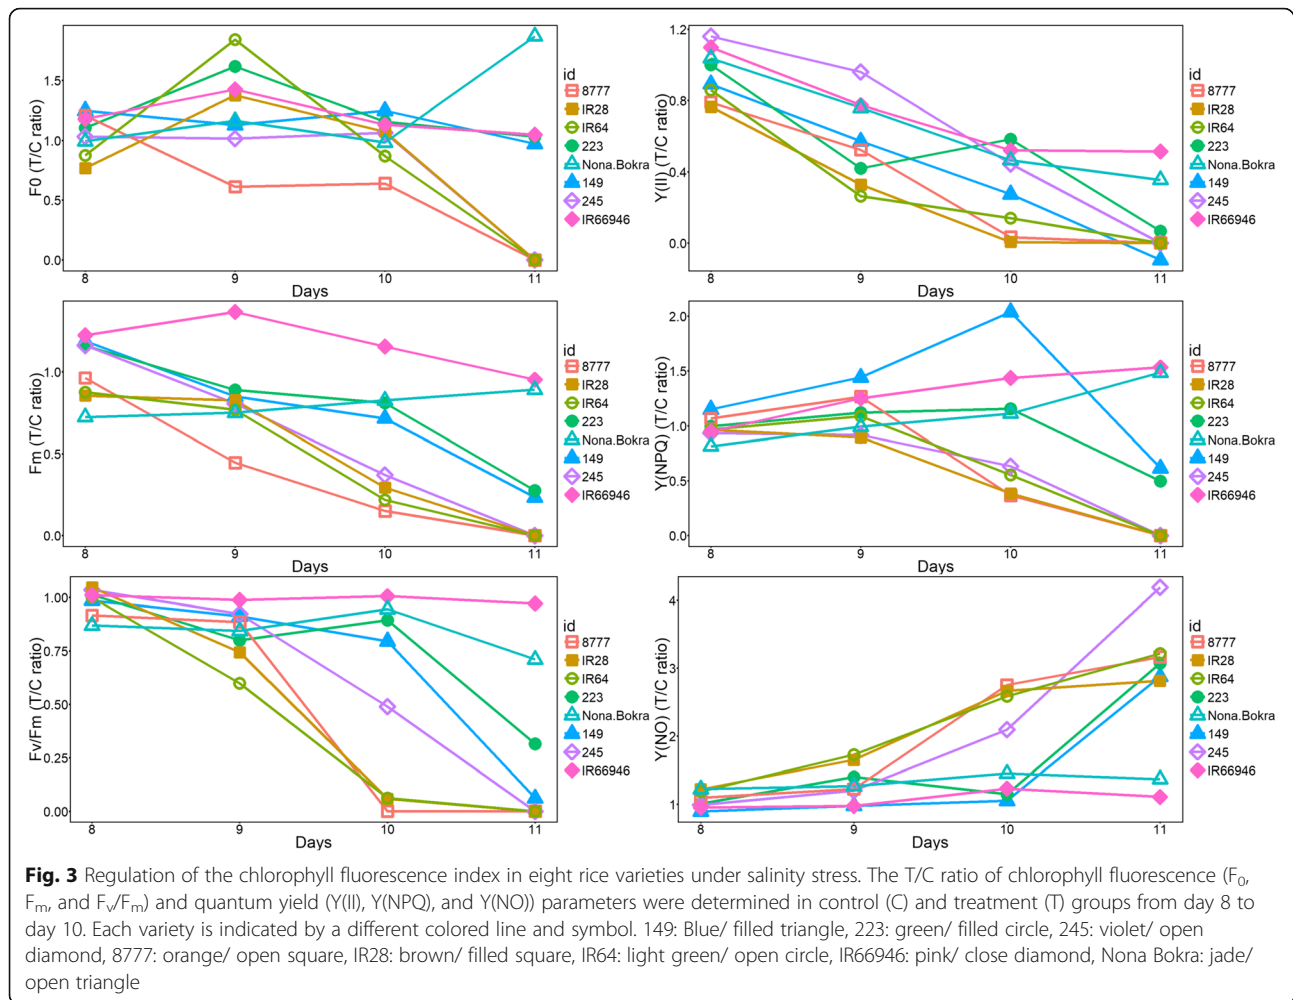 F0 (T/C ratio)
1.5
1.0
0.5
0.0
8 9 10 11
Days
id
8777
IR28
IR64
223
Nona.Bokra
149
245
IR66946
Y(II) (T/C ratio)
1.2
0.8
0.4
0.0
8 9 10 11
Days
id
8777
IR28
IR64
223
Nona.Bokra
149
245
IR66946
Fm (T/C ratio)
1.0
0.5
0.0
8 9 10 11
Days
id
8777
IR28
IR64
223
Nona.Bokra
149
245
IR66946
Y(NPQ) (T/C ratio)
2.0
1.5
1.0
0.5
0.0
8 9 10 11
Days
id
8777
IR28
IR64
223
Nona.Bokra
149
245
IR66946
Fv/Fm (T/C ratio)
1.00
0.75
0.50
0.25
0.00
8 9 10 11
Days
id
8777
IR28
IR64
223
Nona.Bokra
149
245
IR66946
Y(NO) (T/C ratio)
4
3
2
1
8 9 10 11
Days
id
8777
IR28
IR64
223
Nona.Bokra
149
245
IR66946
Fig. 3 Regulation of the chlorophyll fluorescence index in eight rice varieties under salinity stress. The T/C ratio of chlorophyll fluorescence (F0,
Fm, and Fv/Fm) and quantum yield (Y(II), Y(NPQ), and Y(NO)) parameters were determined in control (C) and treatment (T) groups from day 8 to
day 10. Each variety is indicated by a different colored line and symbol. 149: Blue/ filled triangle, 223: green/ filled circle, 245: violet/ open
diamond, 8777: orange/ open square, IR28: brown/ filled square, IR64: light green/ open circle, IR66946: pink/ close diamond, Nona Bokra: jade/
open triangle